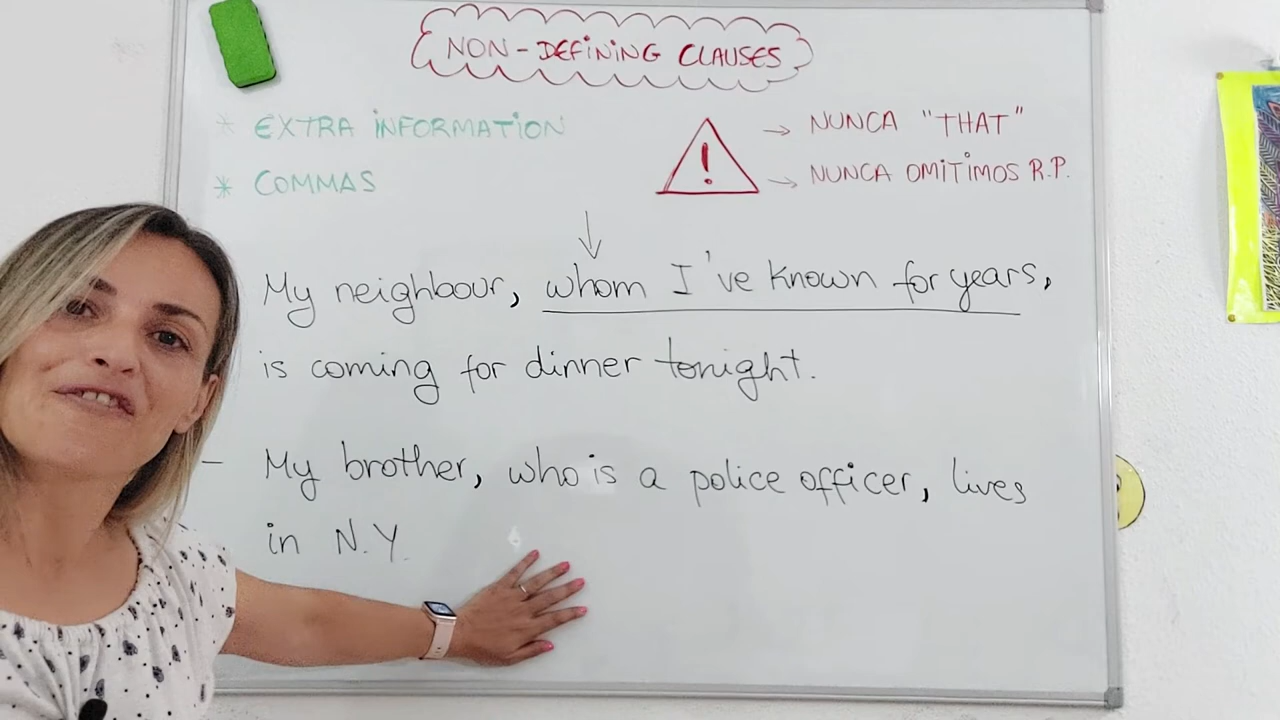 NON-DEFINING CLAUSES
* EXTRA INFORMATION
* COMMAS
! → NUNCA "THAT"
→ NUNCA OMITIMOS R.P.
My neighbour, whom I've known for years,
is coming for dinner tonight.
- My brother, who is a police officer, lives
in N.Y.